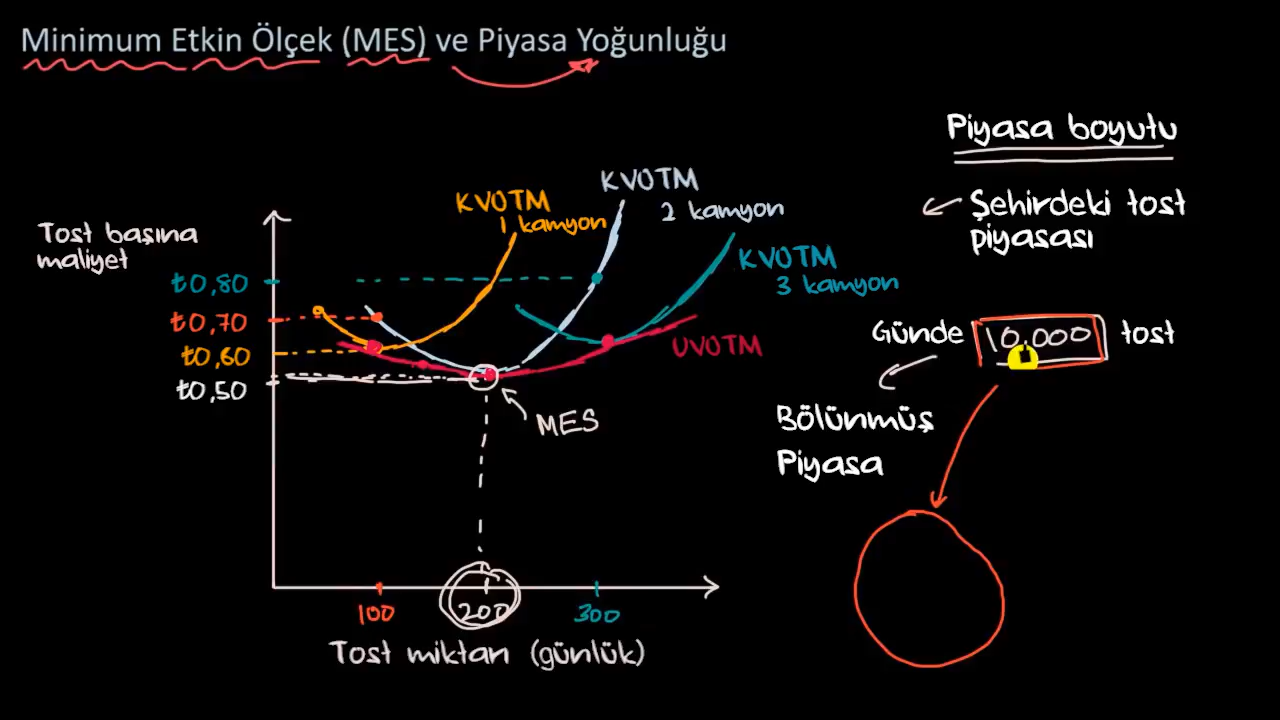 Minimum Etkin Ölçek (MES) ve Piyasa Yoğunluğu
Piyasa boyutu
Şehirdeki tost
piyasası
KVOTM
1 kamyon
KVOTM
2 kamyon
KVOTM
3 kamyon
UVOTM
Tost başına
maliyet
₺0,80
₺0,70
₺0,60
₺0,50
MES
Günde 10.000 tost
Bölünmüş
Piyasa
100
200
300
Tost miktarı (günlük)